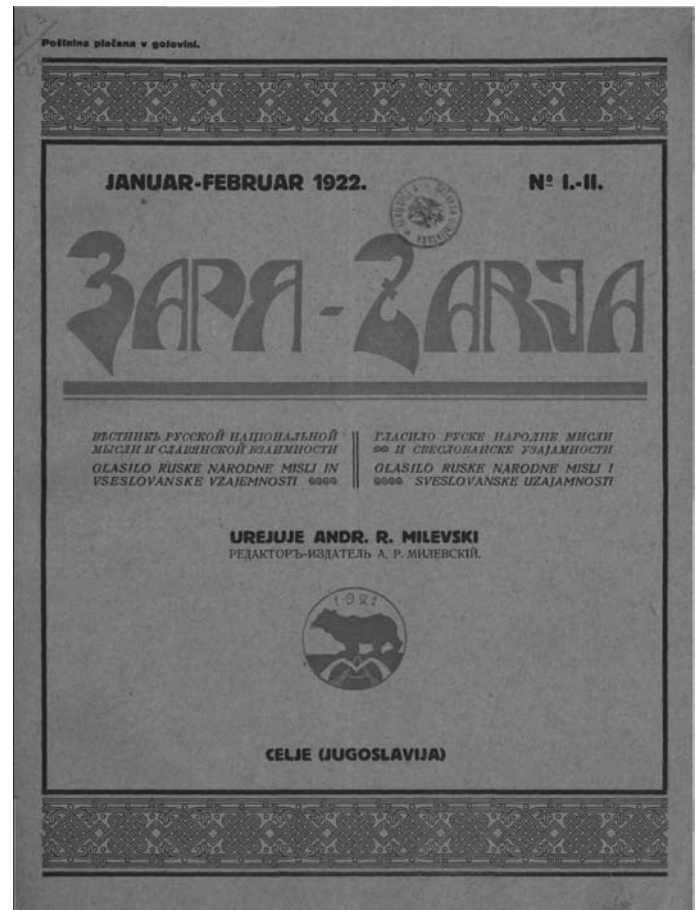 Poštnina plačana v gotovini.
JANUAR-FEBRUAR 1922.
№ I.-II.
ЗАРЯ - ZARJA
ВѢСТНИКЪ РУССКОЙ НАЦІОНАЛЬНОЙ
МЫСЛИ И СЛАВЯНСКОЙ ВЗАИМНОСТИ
GLASILO RUSKE NARODNE MISLI IN
VSESLOVANSKE VZAJEMNOSTI
ГЛАСИЛО РУСКЕ НАРОДНЕ МИСЛИ
И СВЕСЛОВАНСКЕ УЗАЈАМНОСТИ
GLASILO RUSKE NARODNE MISLI I
SVESLOVANSKE UZAJAMNOSTI
UREJUJE ANDR. R. MILEVSKI
РЕДАКТОРЪ-ИЗДАТЕЛЬ А. Р. МИЛЕВСКІЙ.
1921
CELJE (JUGOSLAVIJA)